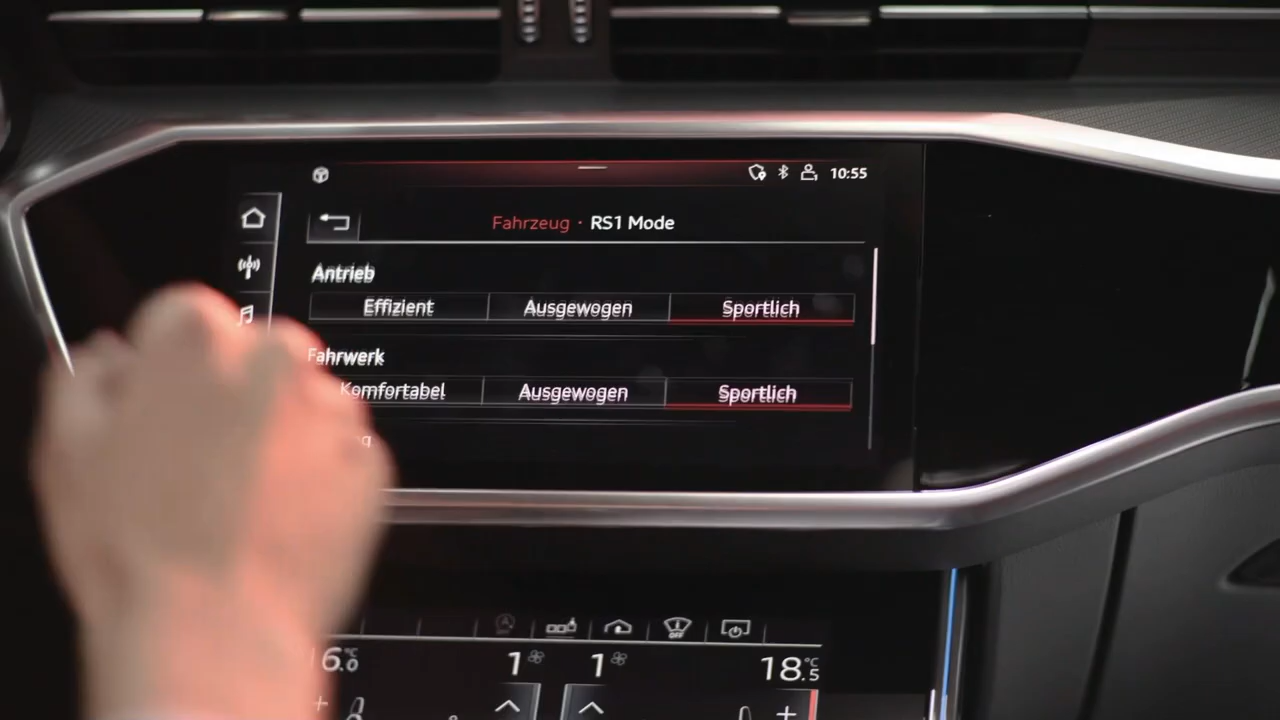 10:55
Fahrzeug · RS1 Mode
Antrieb
Effizient Ausgewogen Sportlich
Fahrwerk
Komfortabel Ausgewogen Sportlich
OFF
6.0 °C 1 1 18.5 °C
+ +